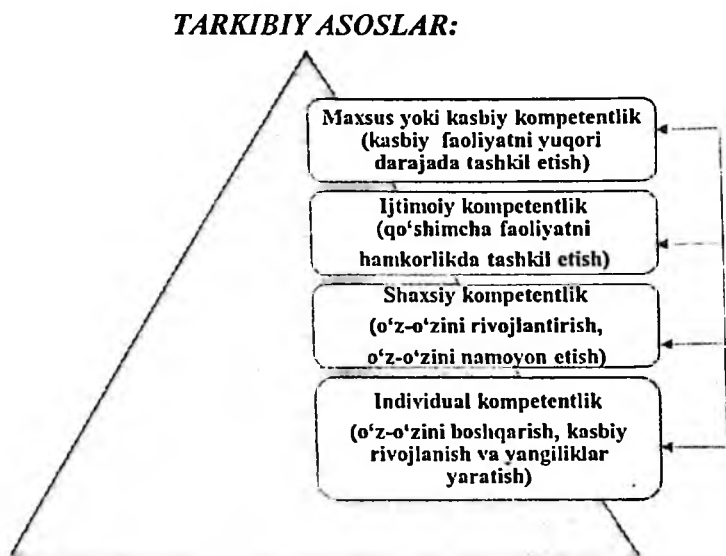 TARKIBIY ASOSLAR:
Maxsus yoki kasbiy kompetentlik
(kasbiy faoliyatni yuqori
darajada tashkil etish)
Ijtimoiy kompetentlik
(qo‘shimcha faoliyatni
hamkorlikda tashkil etish)
Shaxsiy kompetentlik
(o‘z-o‘zini rivojlantirish,
o‘z-o‘zini namoyon etish)
Individual kompetentlik
(o‘z-o‘zini boshqarish, kasbiy
rivojlanish va yangiliklar
yaratish)